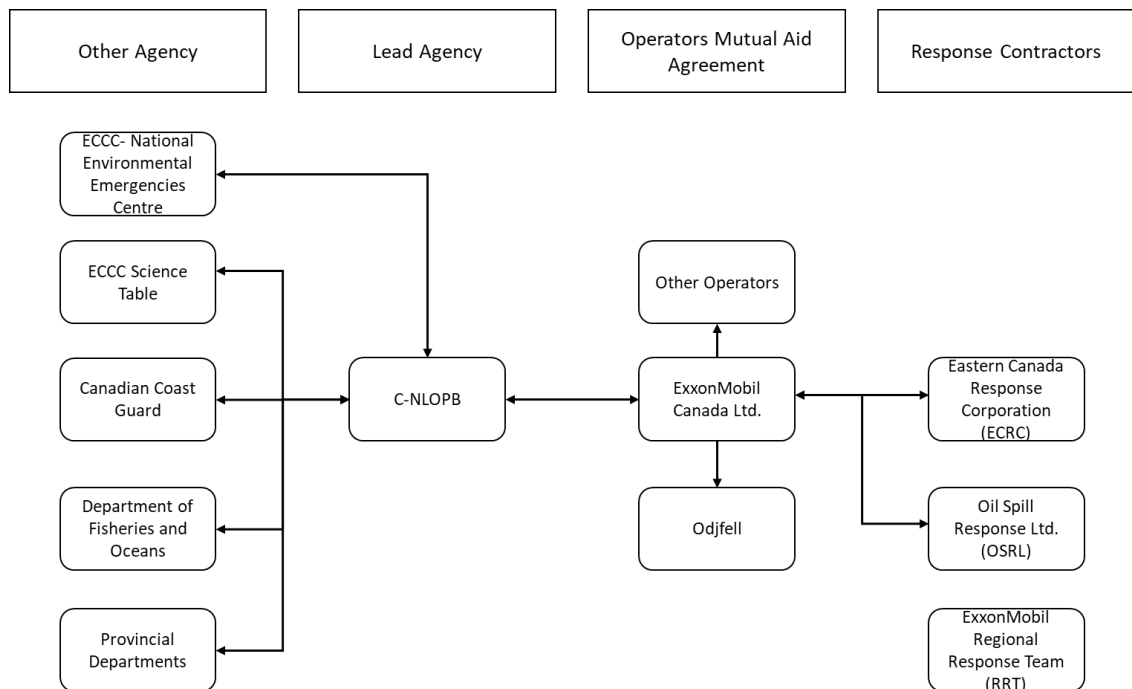 Other Agency
Lead Agency
Operators Mutual Aid
Agreement
Response Contractors
ECCC- National
Environmental
Emergencies
Centre
ECCC Science
Table
Canadian Coast
Guard
Department of
Fisheries and
Oceans
Provincial
Departments
C-NLOPB
Other Operators
ExxonMobil
Canada Ltd.
Odjfell
Eastern Canada
Response
Corporation
(ECRC)
Oil Spill
Response Ltd.
(OSRL)
ExxonMobil
Regional
Response Team
(RRT)